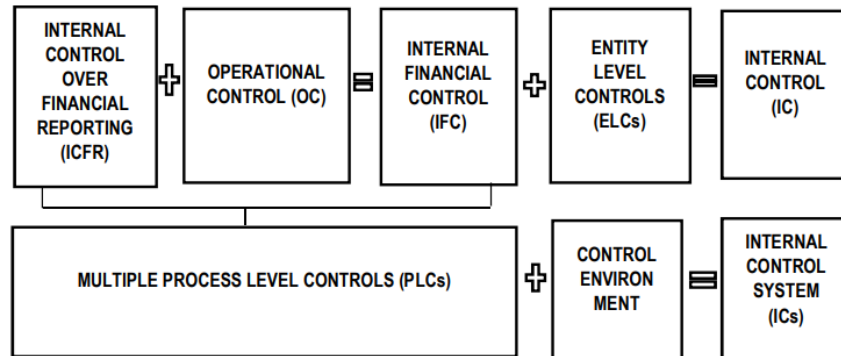 INTERNAL
CONTROL
OVER
FINANCIAL
REPORTING
(ICFR)
OPERATIONAL
CONTROL (OC)
INTERNAL
FINANCIAL
CONTROL
(IFC)
ENTITY
LEVEL
CONTROLS
(ELCs)
INTERNAL
CONTROL
(IC)
MULTIPLE PROCESS LEVEL CONTROLS (PLCs)
CONTROL
ENVIRON
MENT
INTERNAL
CONTROL
SYSTEM
(ICs)